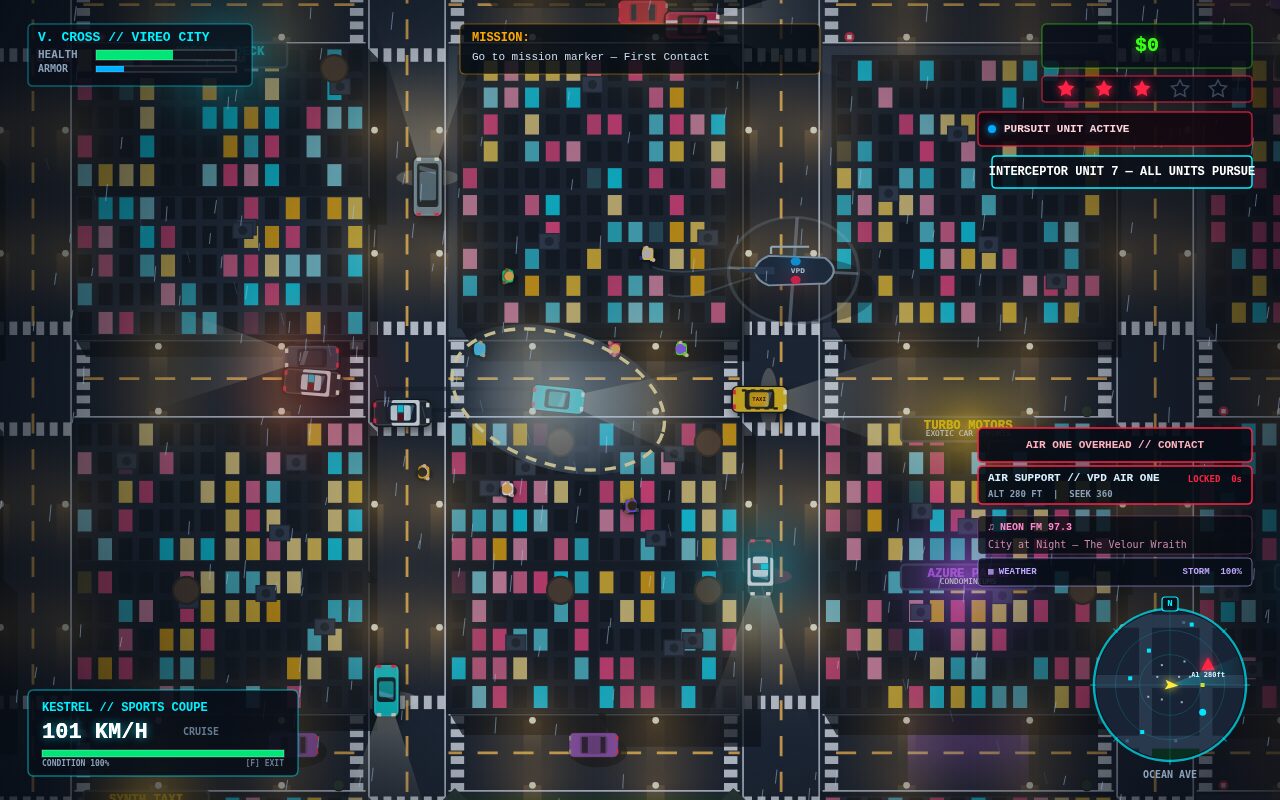 V. CROSS // VIREO CITY
HEALTH
ARMOR
MISSION:
Go to mission marker — First Contact
$0
PURSUIT UNIT ACTIVE
INTERCEPTOR UNIT 7 — ALL UNITS PURSUE
VPD
TAXI
TURBO MOTORS
EXOTIC CAR
AIR ONE OVERHEAD // CONTACT
AIR SUPPORT // VPD AIR ONE
LOCKED 0s
ALT 280 FT | SEEK 360
♫ NEON FM 97.3
City at Night — The Velour Wraith
WEATHER
STORM 100%
AZURE P
CONDOMINIUMS
N
A1 280ft
OCEAN AVE
KESTREL // SPORTS COUPE
101 KM/H
CRUISE
CONDITION 100%
[F] EXIT
SYNTH TAXI